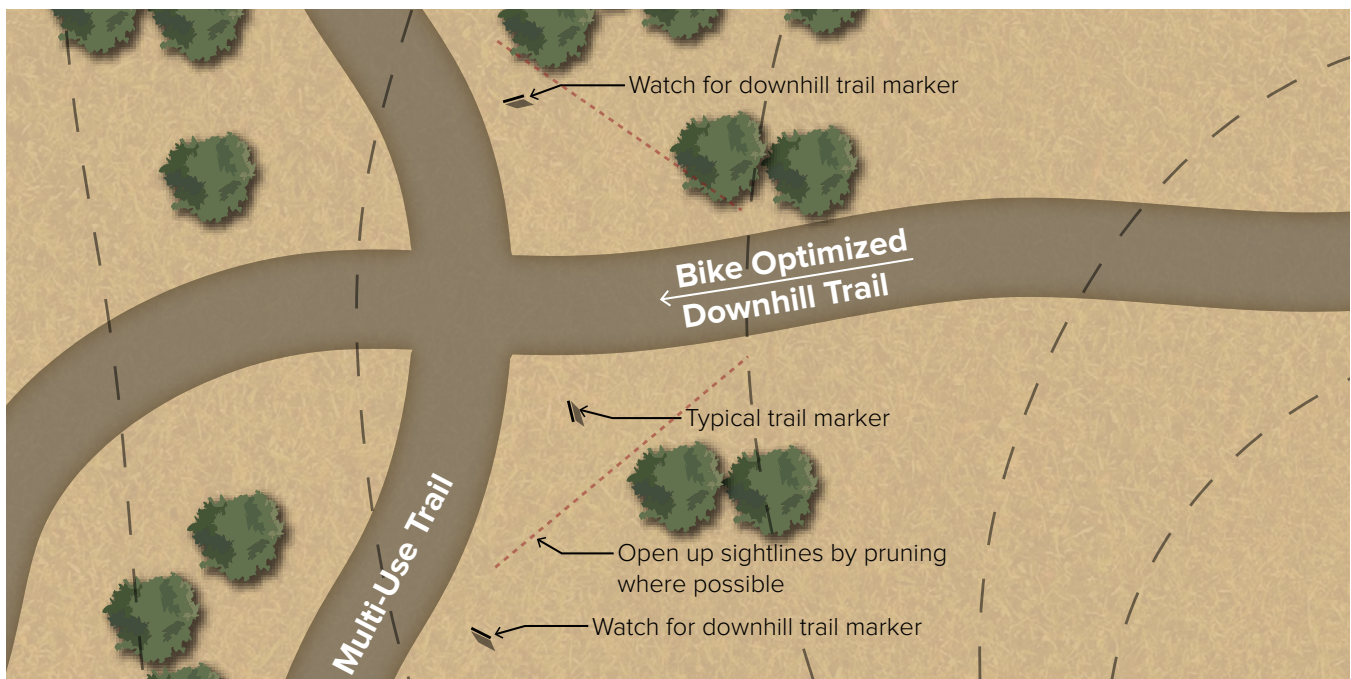 Watch for downhill trail marker
Bike Optimized
Downhill Trail
Typical trail marker
Multi-Use Trail
Open up sightlines by pruning
where possible
Watch for downhill trail marker